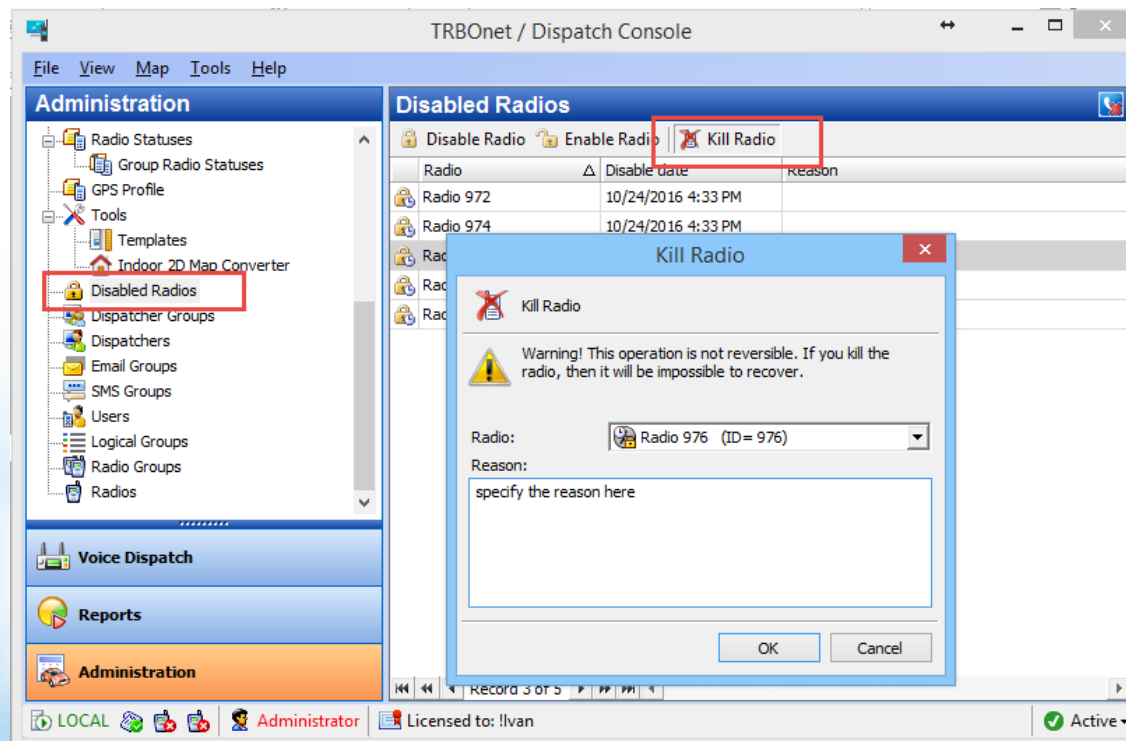 TRBOnet / Dispatch Console
File View Map Tools Help
Administration
Radio Statuses
Group Radio Statuses
GPS Profile
Tools
Templates
Indoor 2D Map Converter
Disabled Radios
Dispatcher Groups
Dispatchers
Email Groups
SMS Groups
Users
Logical Groups
Radio Groups
Radios
Voice Dispatch
Reports
Administration
Disabled Radios
Disable Radio Enable Radio Kill Radio
Radio Disable date Reason
Radio 972 10/24/2016 4:33 PM
Radio 974 10/24/2016 4:33 PM
Rad
Rad
Rad
Kill Radio
Kill Radio
Warning! This operation is not reversible. If you kill the
radio, then it will be impossible to recover.
Radio: Radio 976 (ID= 976)
Reason:
specify the reason here
OK Cancel
Record 3 of 5
LOCAL Administrator Licensed to: !Ivan Active